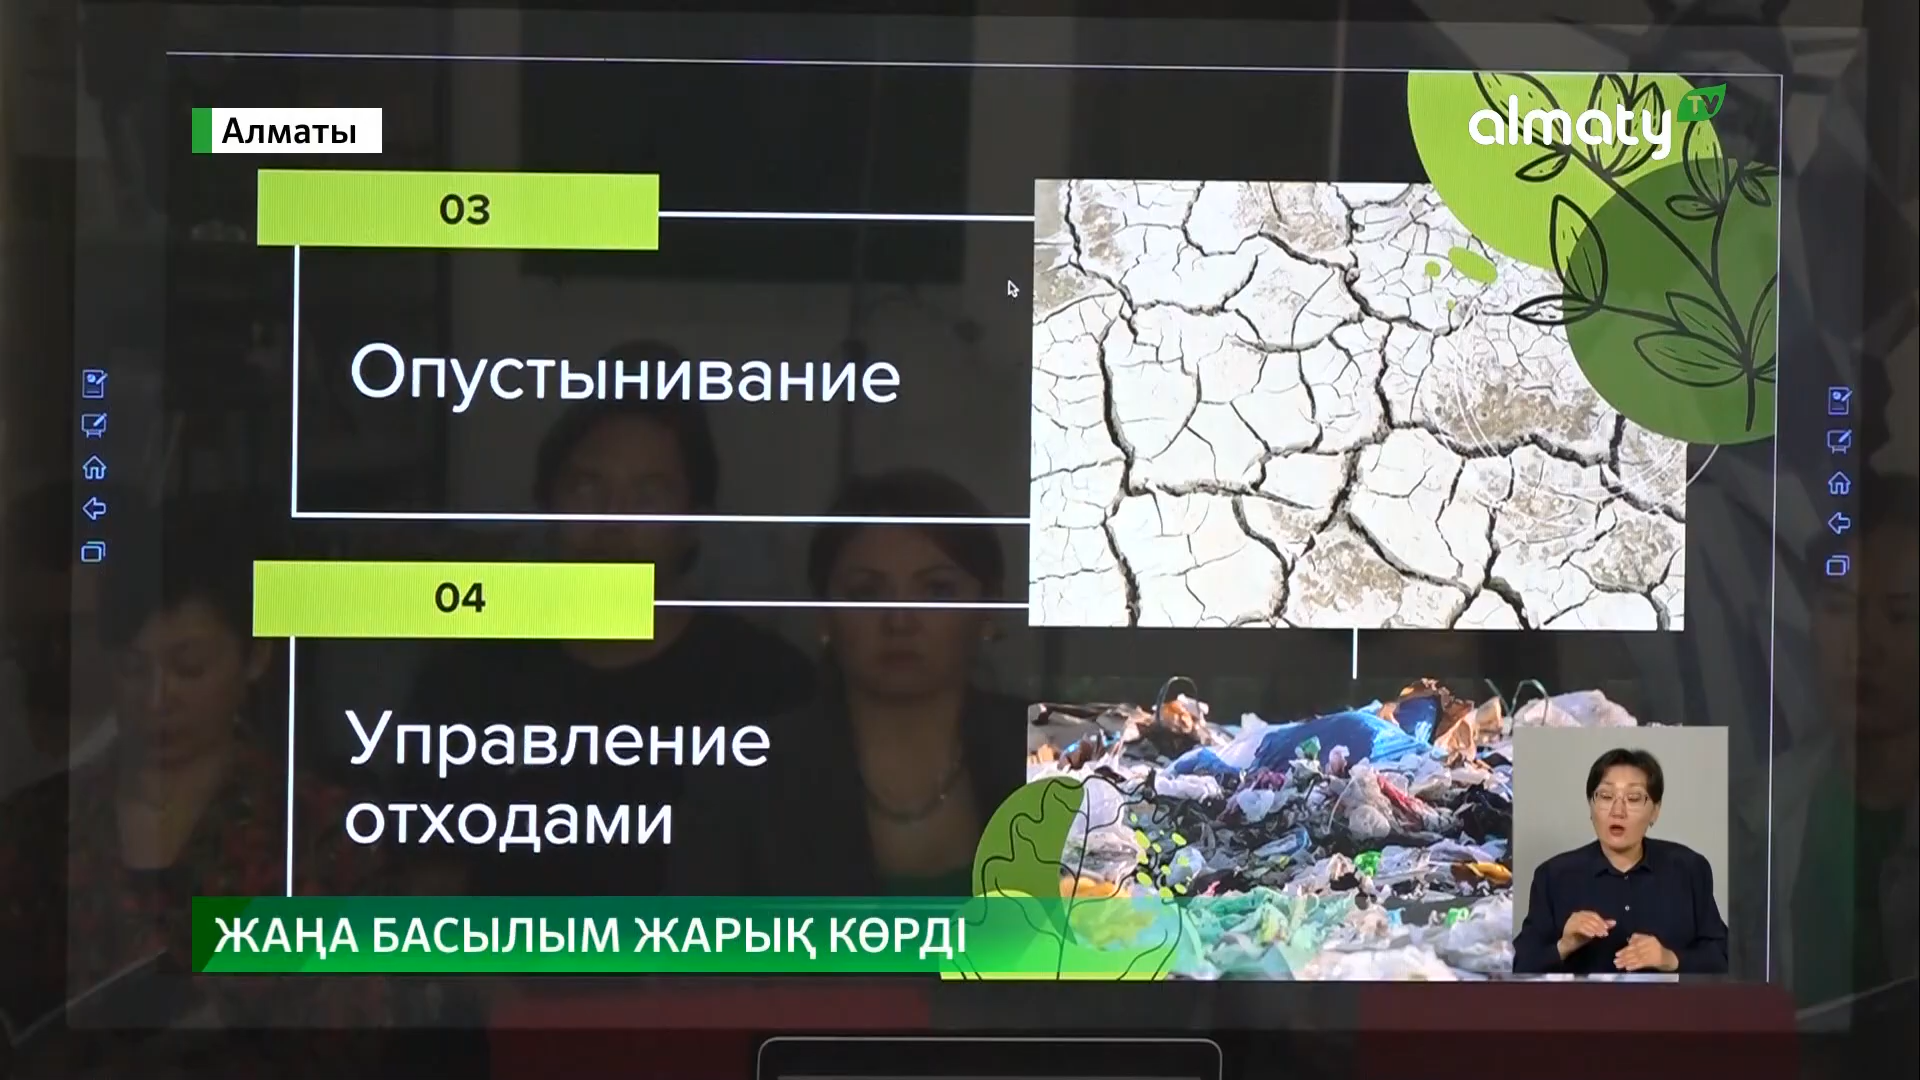 almaty TV
Алматы
03
Опустынивание
04
Управление
отходами
ЖАҢА БАСЫЛЫМ ЖАРЫҚ КӨРДІ